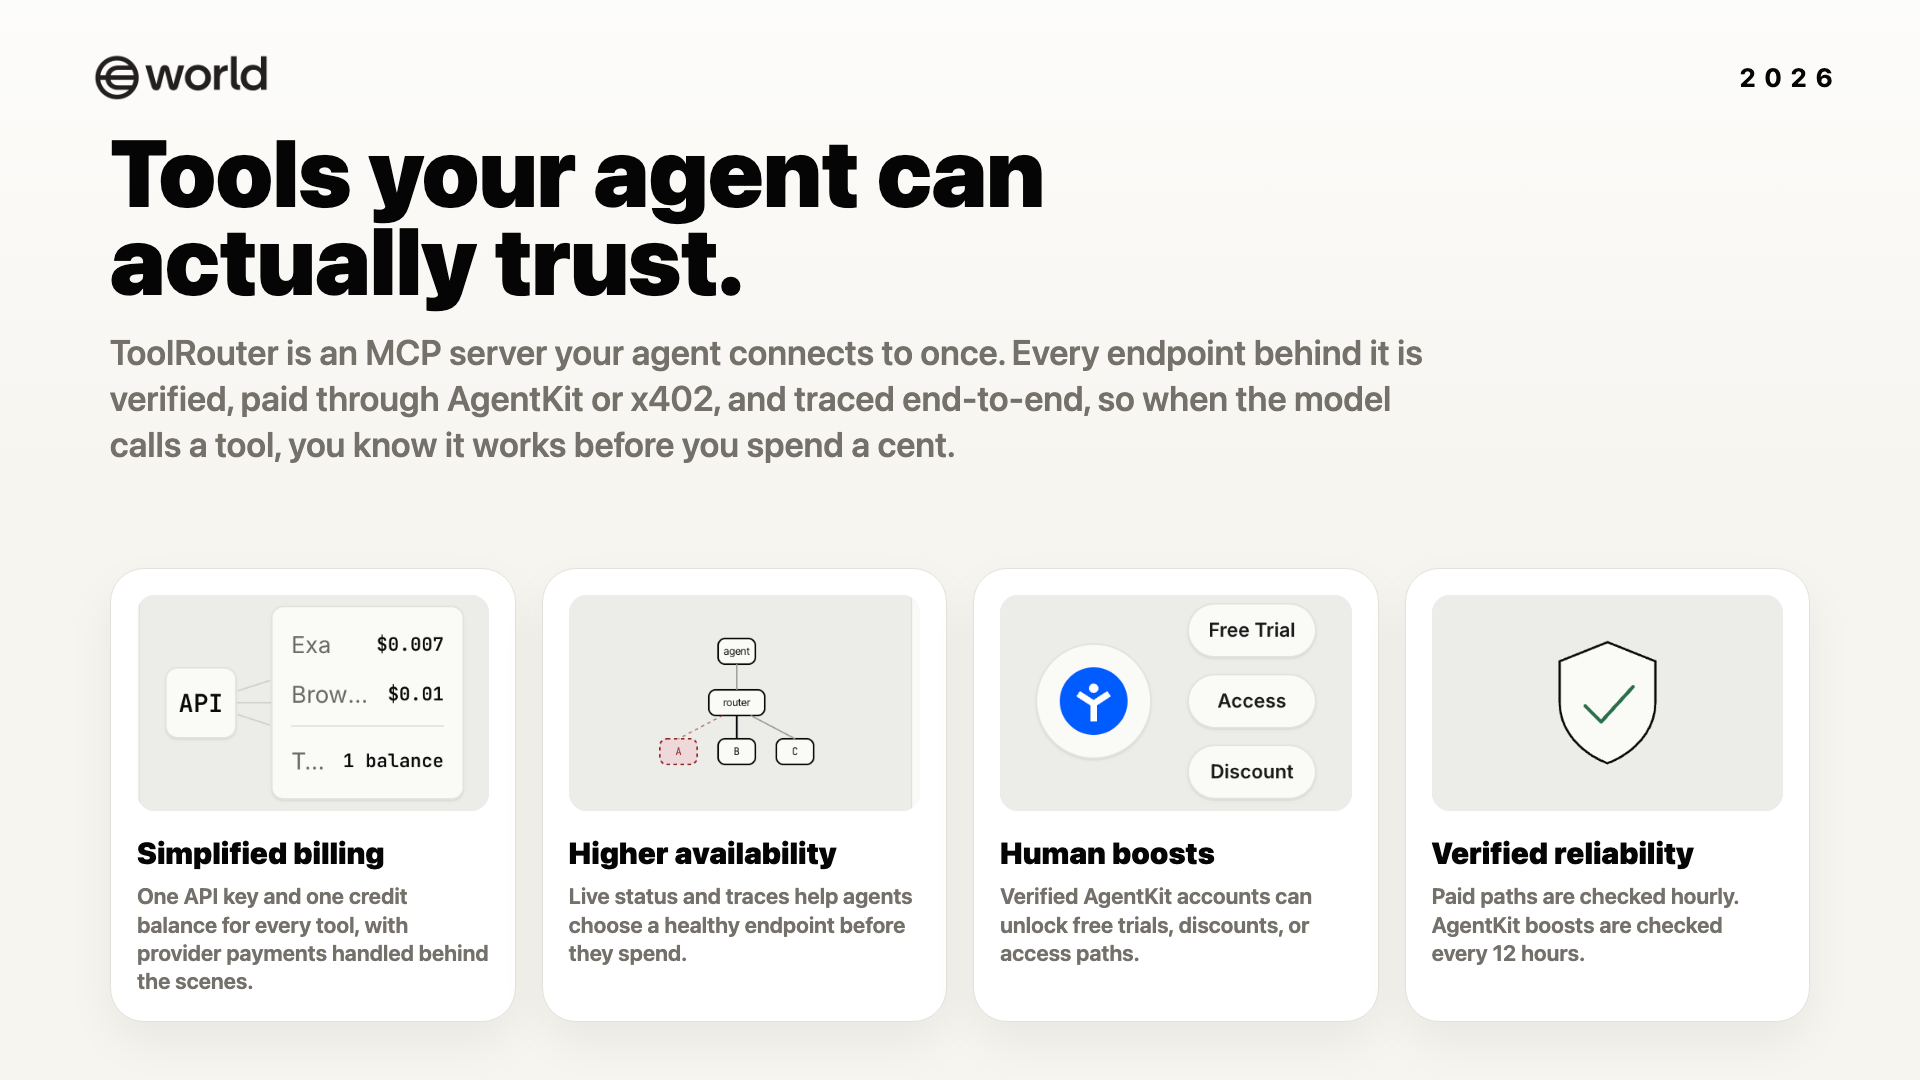 world
2026
Tools your agent can
actually trust.
ToolRouter is an MCP server your agent connects to once. Every endpoint behind it is
verified, paid through AgentKit or x402, and traced end-to-end, so when the model
calls a tool, you know it works before you spend a cent.
API
Exa $0.007
Brow... $0.01
T... 1 balance
Simplified billing
One API key and one credit
balance for every tool, with
provider payments handled behind
the scenes.
agent
router
A B C
Higher availability
Live status and traces help agents
choose a healthy endpoint before
they spend.
Free Trial
Access
Discount
Human boosts
Verified AgentKit accounts can
unlock free trials, discounts, or
access paths.
Verified reliability
Paid paths are checked hourly.
AgentKit boosts are checked
every 12 hours.